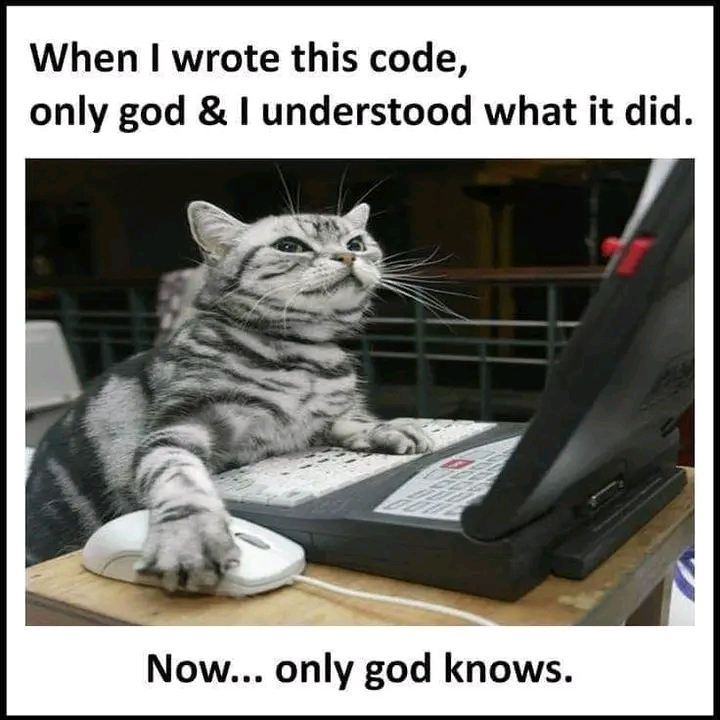 When I wrote this code,
only god & I understood what it did.
Now... only god knows.